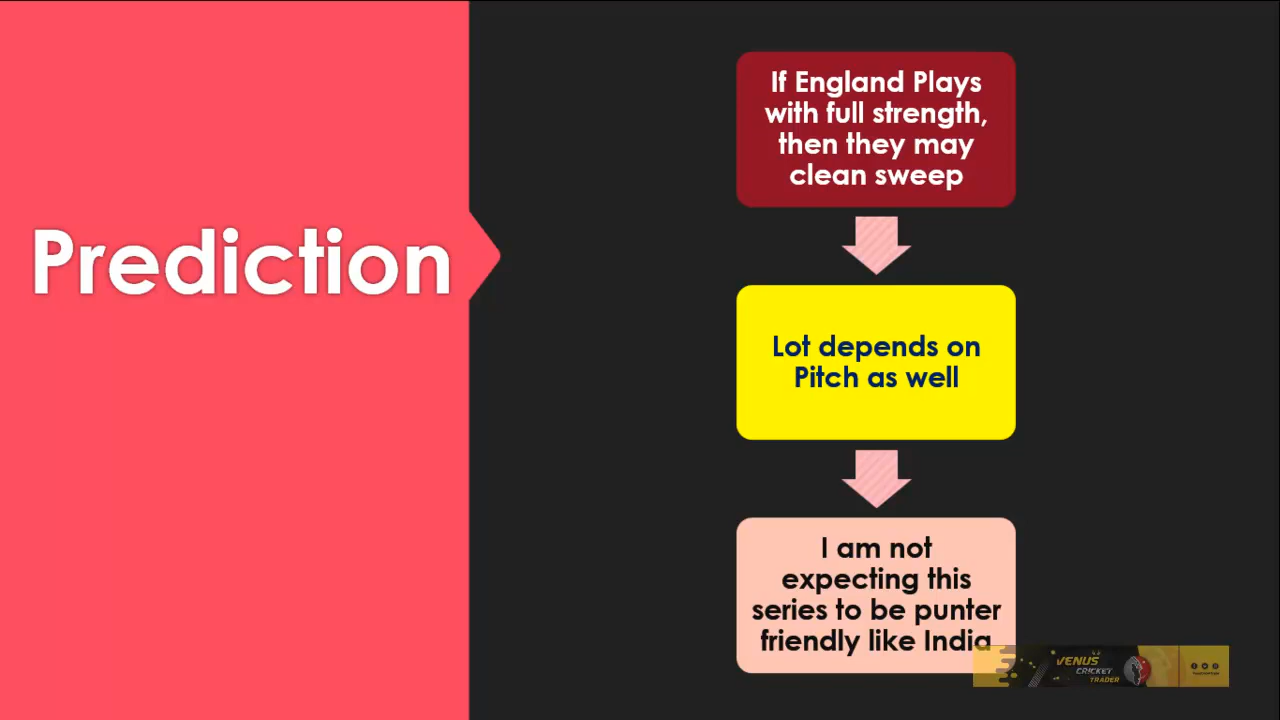 Prediction
If England Plays
with full strength,
then they may
clean sweep
Lot depends on
Pitch as well
I am not
expecting this
series to be punter
friendly like India
VENUS
CRICKET
TRADER